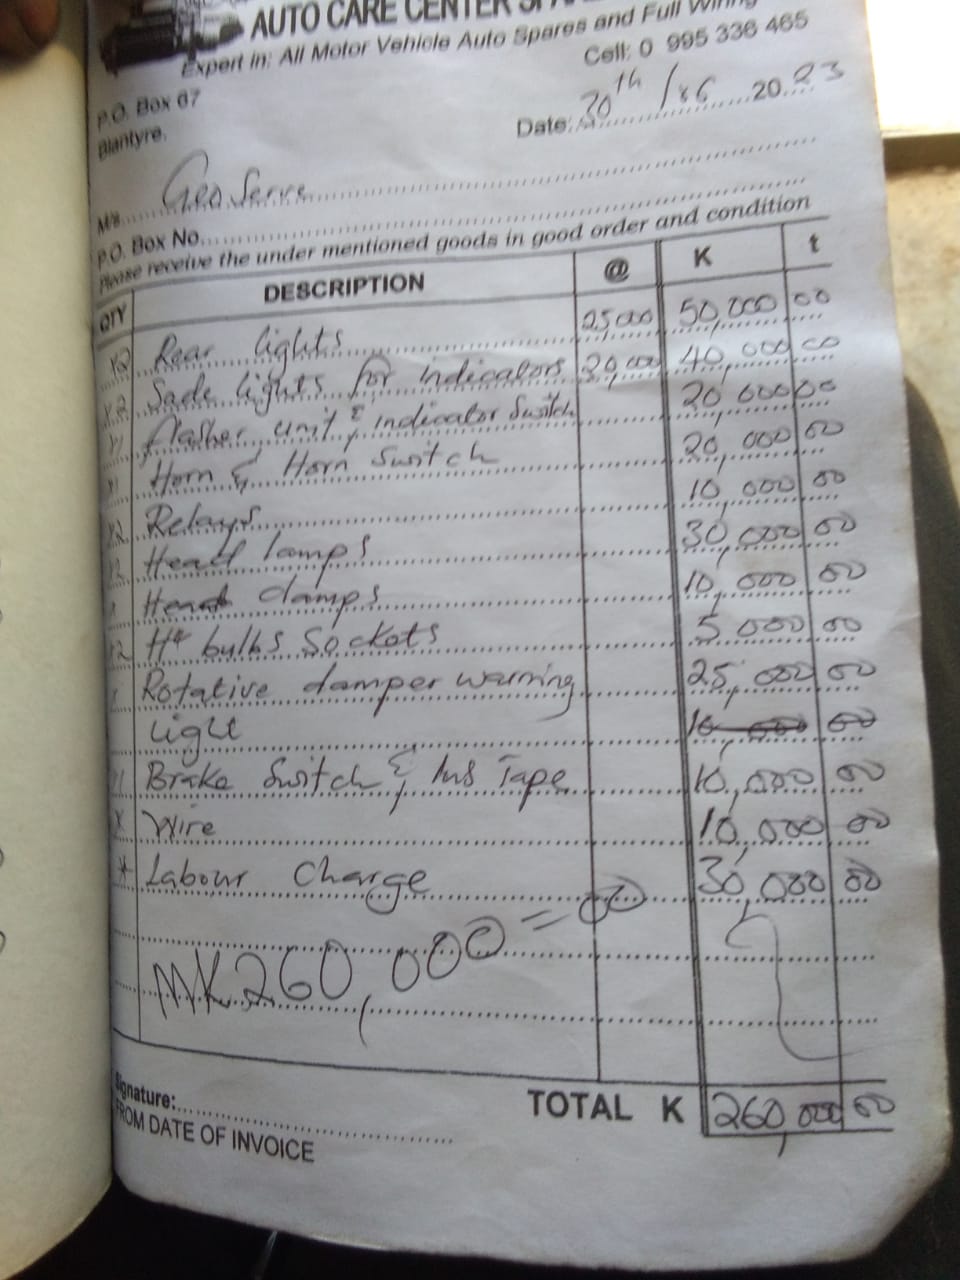 AUTO CARE CENTER
Expert in: All Motor Vehicle Auto Spares and Full Wiring
Cell: 0 995 336 465
P.O. Box 67
Blantyre.
Date: 20th / 06 20.23
M/s Geo Serve
P.O. Box No.
Please receive the under mentioned goods in good order and condition
QTY DESCRIPTION @ K t
x2 Rear lights 25,000 50,000 00
x2 Sade lights for indicators 20,000 40,000 00
x1 flasher unit & indicator Switch 20,000 00
x1 Horn & Horn Switch 20,000 00
x2 Relays 10,000 00
x2 Head lamps 30,000 00
clamps 10,000 00
x2 H4 bulbs Sockets 5,000 00
Rotative damper warning 25,000 00
light
x1 Brake Switch & Ins Tape 10,000 00
x Wire 10,000 00
* Labour Charge 30,000 00
MK260,000=00
TOTAL K 260,000 00
Signature:
FROM DATE OF INVOICE